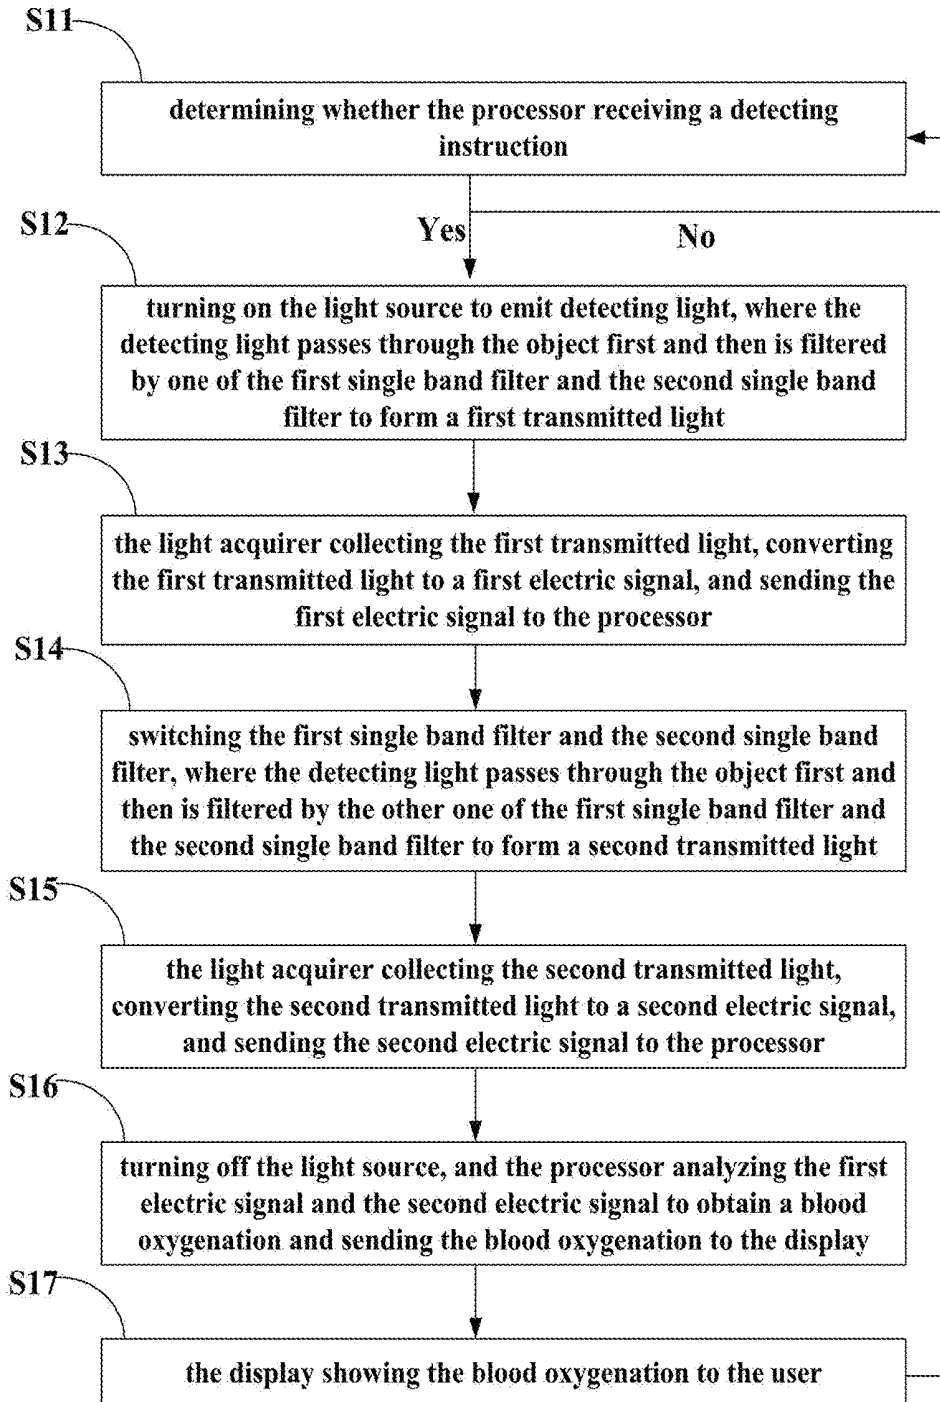 S11
determining whether the processor receiving a detecting
instruction
Yes
No
S12
turning on the light source to emit detecting light, where the
detecting light passes through the object first and then is filtered
by one of the first single band filter and the second single band
filter to form a first transmitted light
S13
the light acquirer collecting the first transmitted light, converting
the first transmitted light to a first electric signal, and sending the
first electric signal to the processor
S14
switching the first single band filter and the second single band
filter, where the detecting light passes through the object first and
then is filtered by the other one of the first single band filter and
the second single band filter to form a second transmitted light
S15
the light acquirer collecting the second transmitted light,
converting the second transmitted light to a second electric signal,
and sending the second electric signal to the processor
S16
turning off the light source, and the processor analyzing the first
electric signal and the second electric signal to obtain a blood
oxygenation and sending the blood oxygenation to the display
S17
the display showing the blood oxygenation to the user